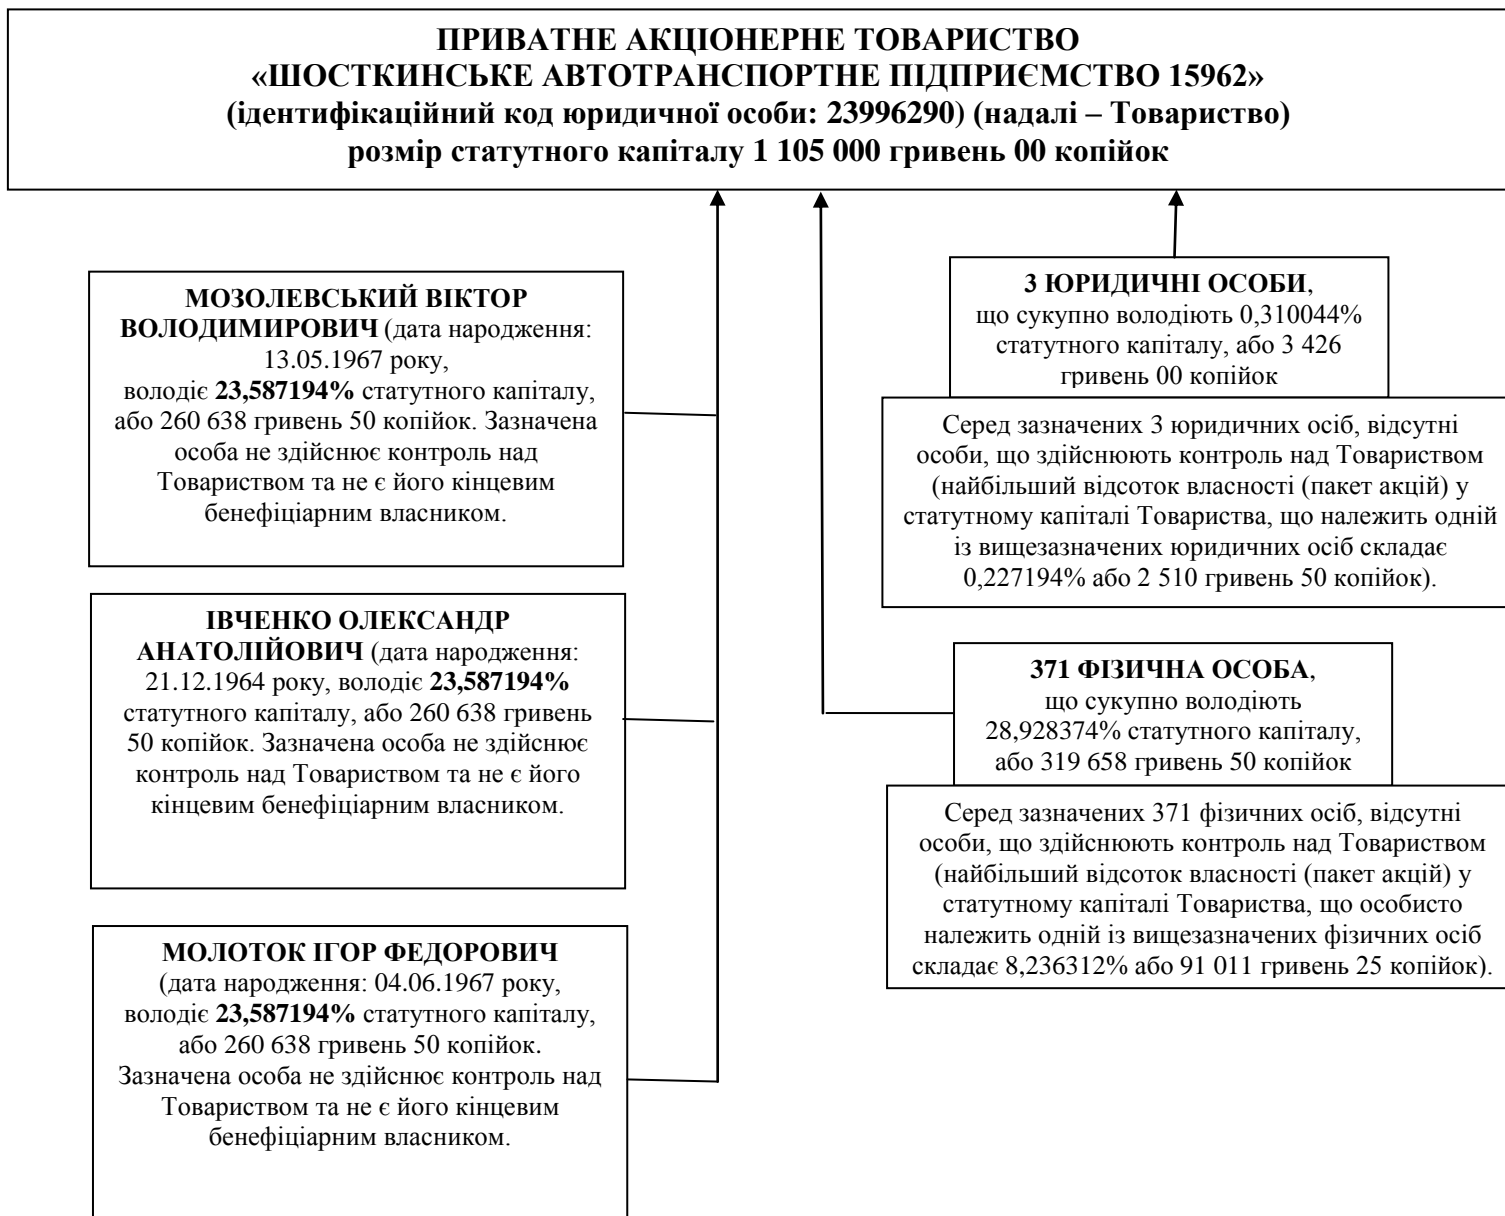 ПРИВАТНЕ АКЦІОНЕРНЕ ТОВАРИСТВО
«ШОСТКИНСЬКЕ АВТОТРАНСПОРТНЕ ПІДПРИЄМСТВО 15962»
(ідентифікаційний код юридичної особи: 23996290) (надалі – Товариство)
розмір статутного капіталу 1 105 000 гривень 00 копійок
МОЗОЛЕВСЬКИЙ ВІКТОР
ВОЛОДИМИРОВИЧ (дата народження:
13.05.1967 року,
володіє 23,587194% статутного капіталу,
або 260 638 гривень 50 копійок. Зазначена
особа не здійснює контроль над
Товариством та не є його кінцевим
бенефіціарним власником.
ІВЧЕНКО ОЛЕКСАНДР
АНАТОЛІЙОВИЧ (дата народження:
21.12.1964 року, володіє 23,587194%
статутного капіталу, або 260 638 гривень
50 копійок. Зазначена особа не здійснює
контроль над Товариством та не є його
кінцевим бенефіціарним власником.
МОЛОТОК ІГОР ФЕДОРОВИЧ
(дата народження: 04.06.1967 року,
володіє 23,587194% статутного капіталу,
або 260 638 гривень 50 копійок.
Зазначена особа не здійснює контроль над
Товариством та не є його кінцевим
бенефіціарним власником.
3 ЮРИДИЧНІ ОСОБИ,
що сукупно володіють 0,310044%
статутного капіталу, або 3 426
гривень 00 копійок
Серед зазначених 3 юридичних осіб, відсутні
особи, що здійснюють контроль над Товариством
(найбільший відсоток власності (пакет акцій) у
статутному капіталі Товариства, що належить одній
із вищезазначених юридичних осіб складає
0,227194% або 2 510 гривень 50 копійок).
371 ФІЗИЧНА ОСОБА,
що сукупно володіють
28,928374% статутного капіталу,
або 319 658 гривень 50 копійок
Серед зазначених 371 фізичних осіб, відсутні
особи, що здійснюють контроль над Товариством
(найбільший відсоток власності (пакет акцій) у
статутному капіталі Товариства, що особисто
належить одній із вищезазначених фізичних осіб
складає 8,236312% або 91 011 гривень 25 копійок).